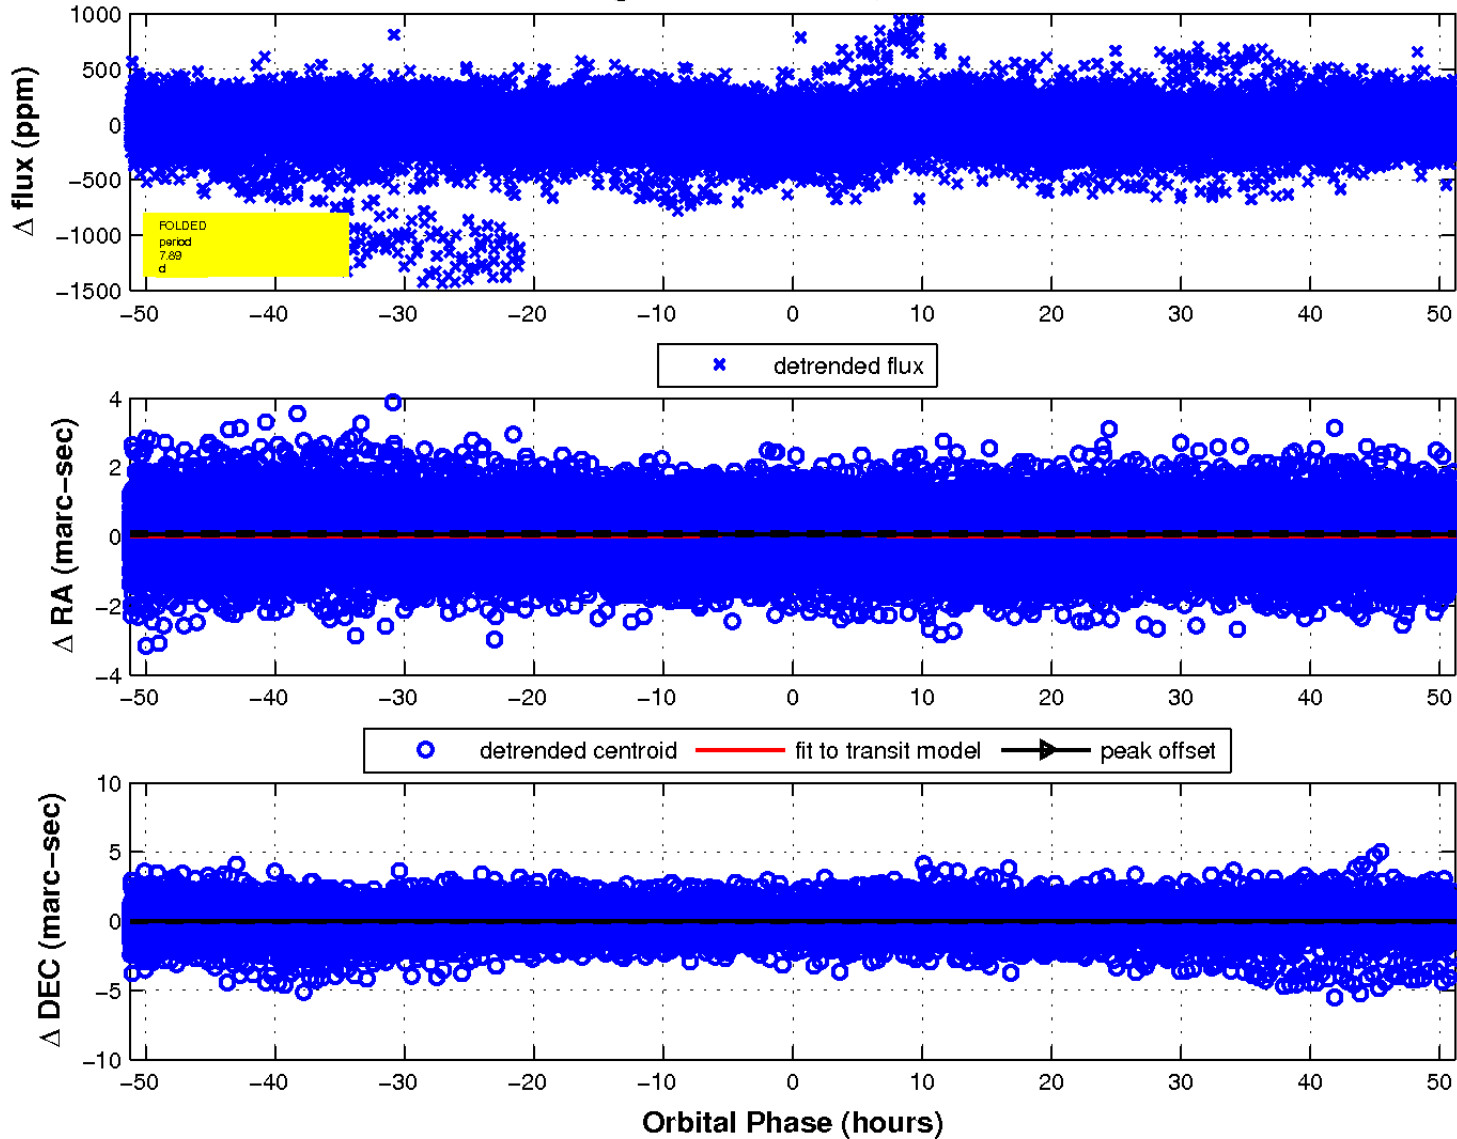 1000
500
0
−500
−1000
−1500
Δ flux (ppm)
FOLDED
period
7.89
d
−50 −40 −30 −20 −10 0 10 20 30 40 50
detrended flux
4
2
0
−2
−4
Δ RA (marc−sec)
−50 −40 −30 −20 −10 0 10 20 30 40 50
detrended centroid fit to transit model peak offset
10
5
0
−5
−10
Δ DEC (marc−sec)
−50 −40 −30 −20 −10 0 10 20 30 40 50
Orbital Phase (hours)